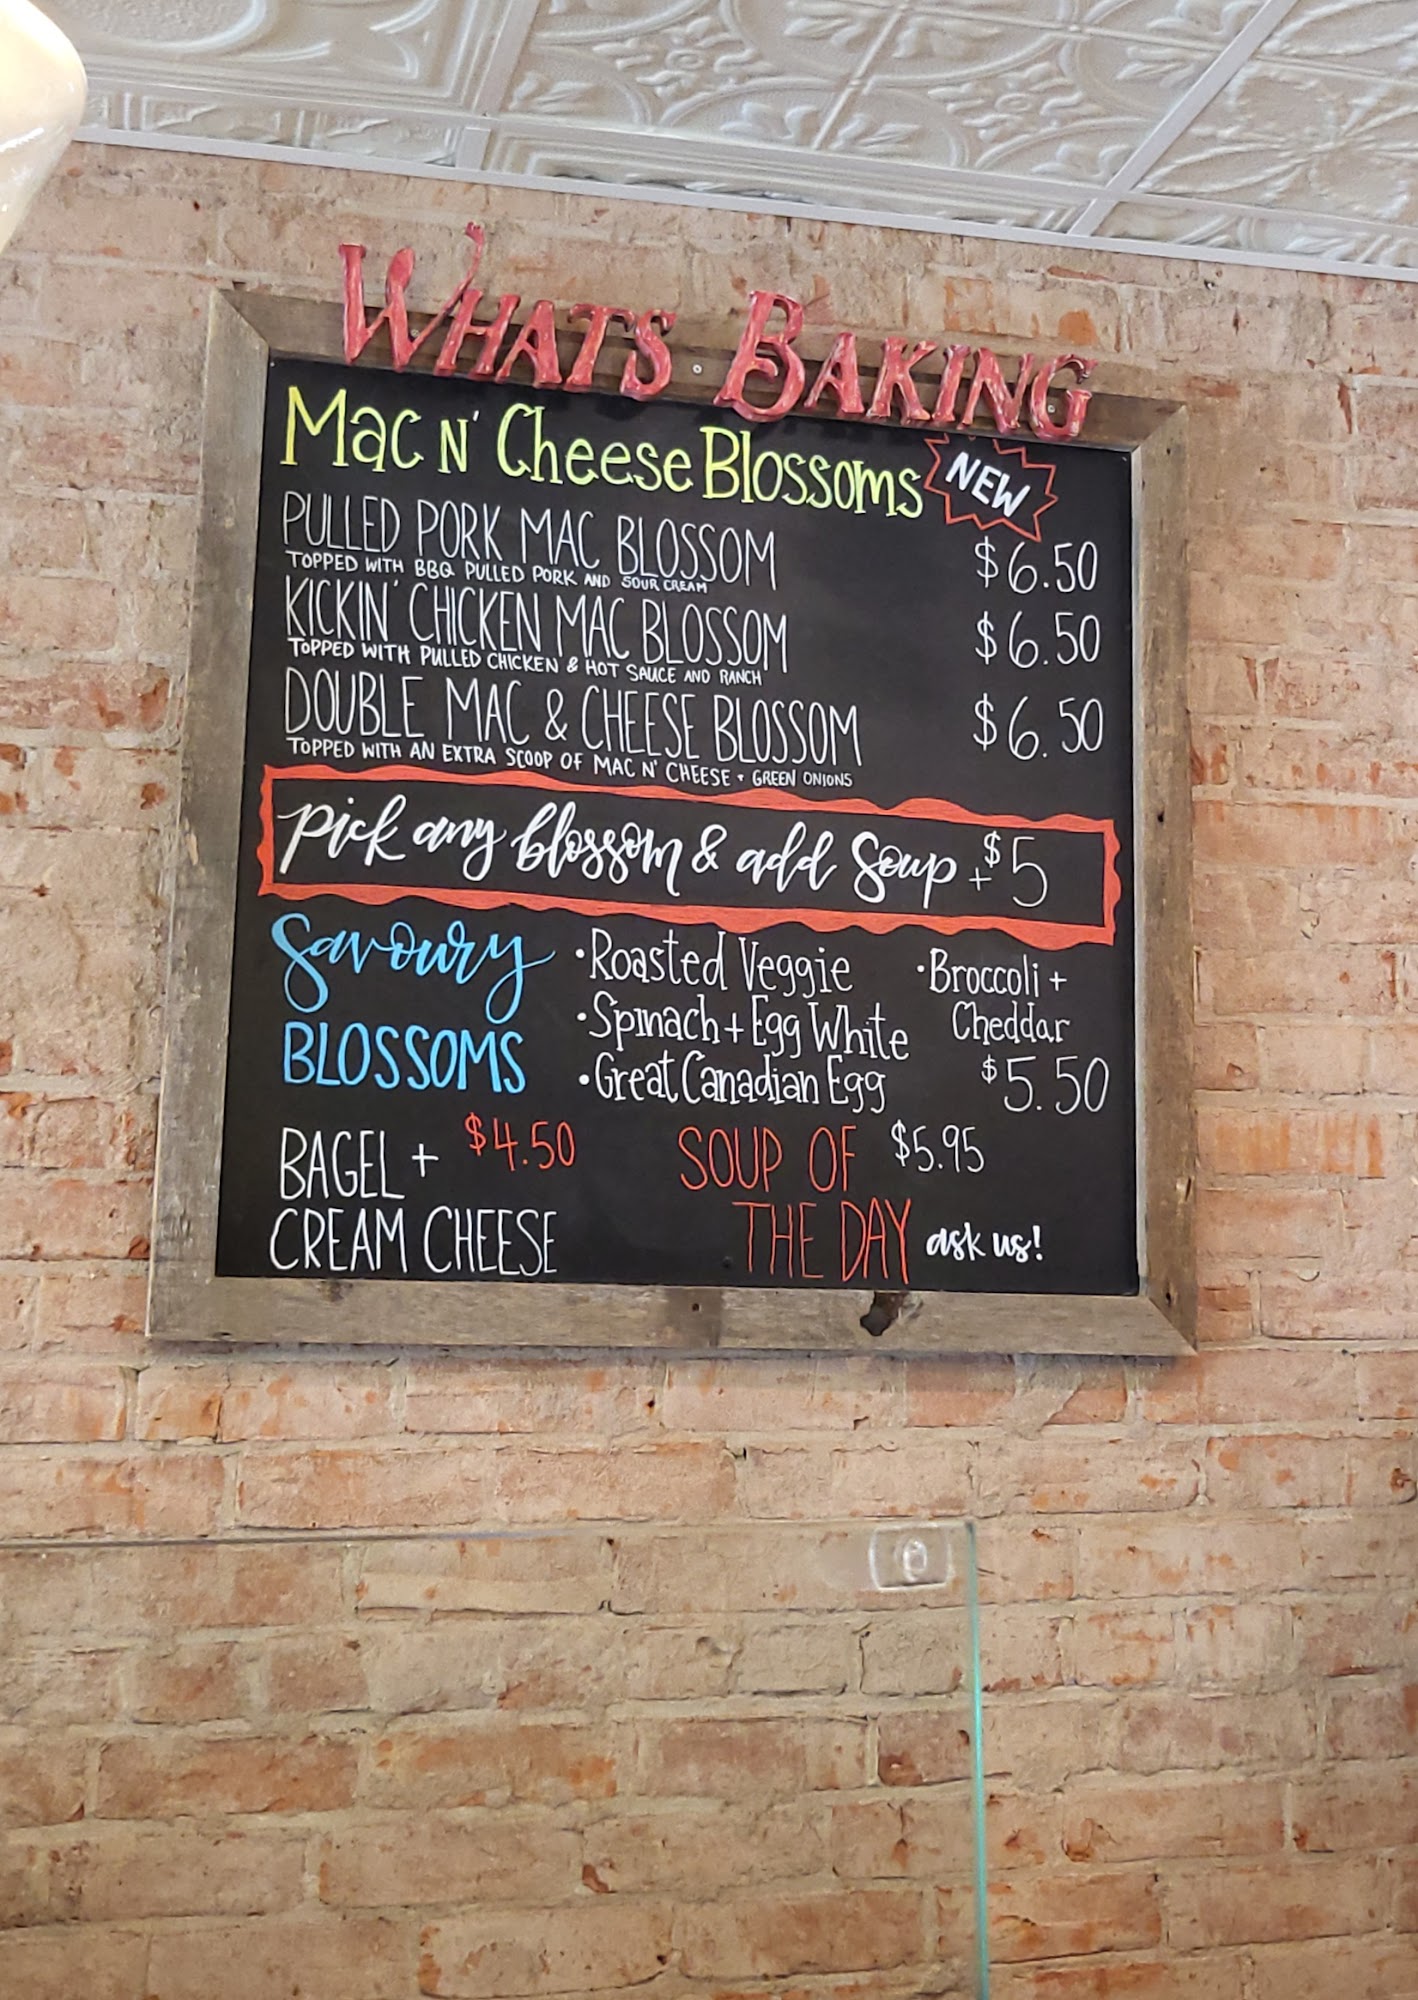 WHATS BAKING
Mac N' Cheese Blossoms NEW
PULLED PORK MAC BLOSSOM $6.50
TOPPED WITH BBQ PULLED PORK AND SOUR CREAM
KICKIN' CHICKEN MAC BLOSSOM $6.50
TOPPED WITH PULLED CHICKEN & HOT SAUCE AND RANCH
DOUBLE MAC & CHEESE BLOSSOM $6.50
TOPPED WITH AN EXTRA SCOOP OF MAC N' CHEESE + GREEN ONIONS
pick any blossom & add soup + $5
Savoury
BLOSSOMS
• Roasted Veggie
• Spinach + Egg White
• Great Canadian Egg
• Broccoli +
Cheddar
$5.50
BAGEL + $4.50
CREAM CHEESE
SOUP OF $5.95
THE DAY ask us!